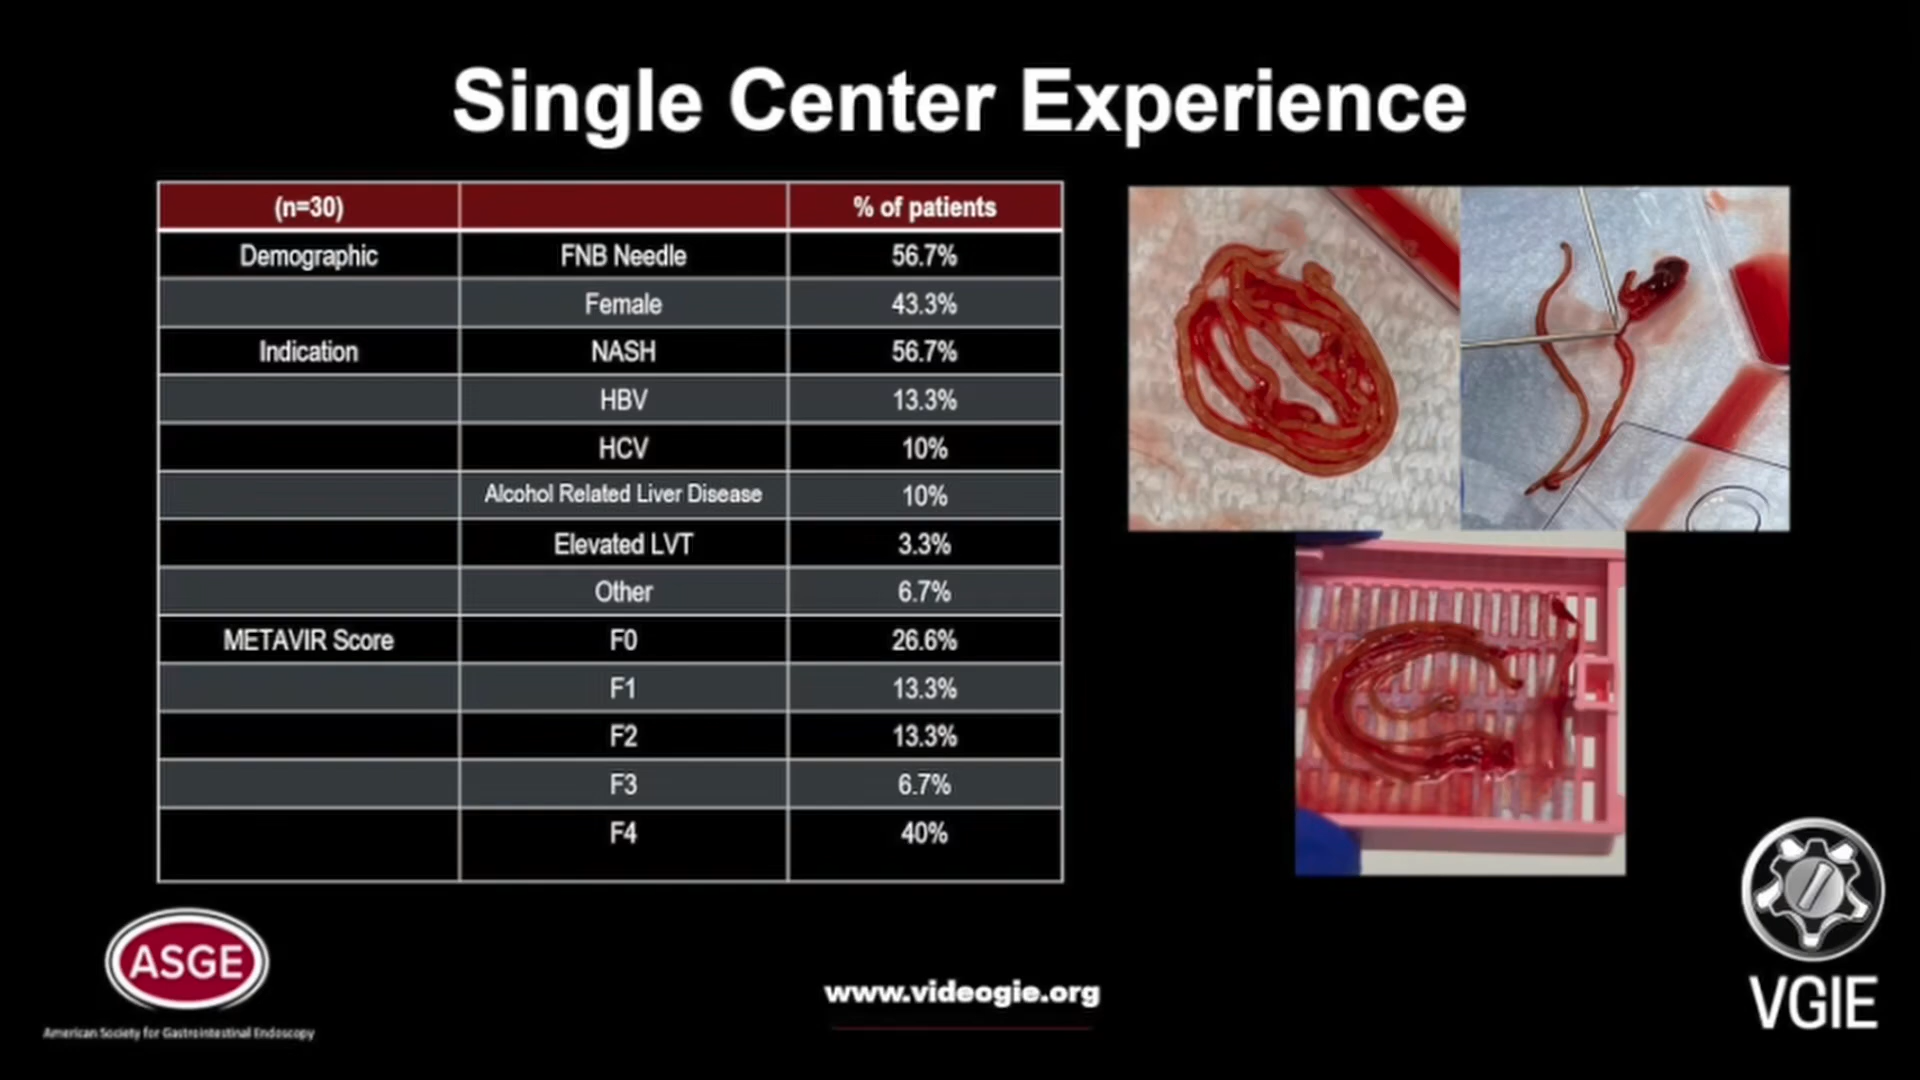 Single Center Experience
(n=30) % of patients
Demographic FNB Needle 56.7%
Female 43.3%
Indication NASH 56.7%
HBV 13.3%
HCV 10%
Alcohol Related Liver Disease 10%
Elevated LVT 3.3%
Other 6.7%
METAVIR Score F0 26.6%
F1 13.3%
F2 13.3%
F3 6.7%
F4 40%
ASGE
American Society for Gastrointestinal Endoscopy
www.videogie.org
VGIE